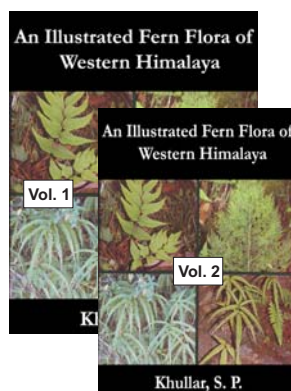 An Illustrated Fern Flora of
Western Himalaya
Vol. 1
An Illustrated Fern Flora of
Western Himalaya
Vol. 2
Khullar, S. P.